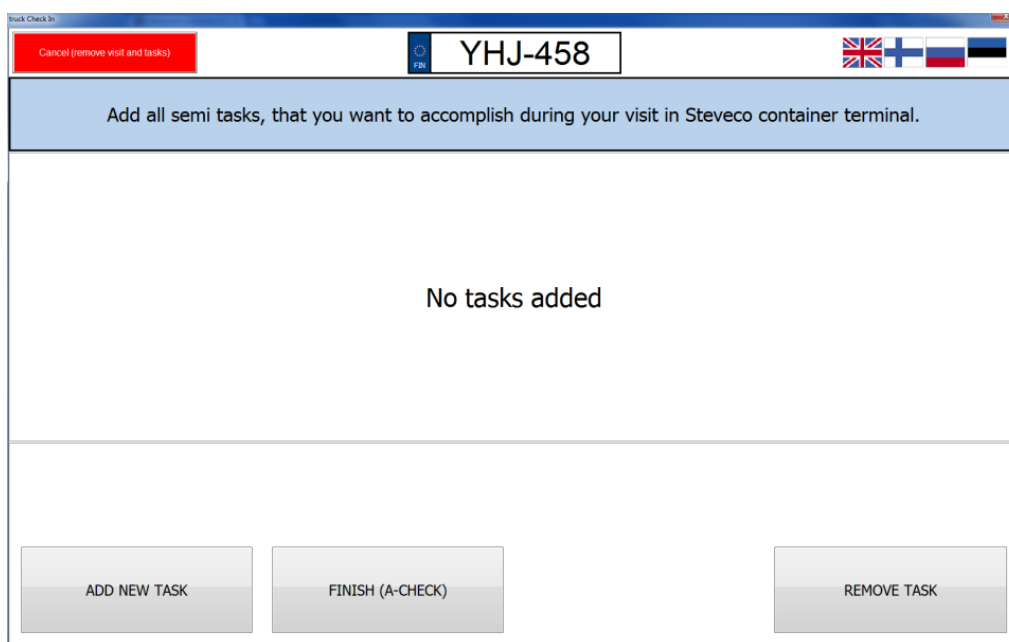 truck Check In
Cancel (remove visit and tasks)
FIN
YHJ-458
Add all semi tasks, that you want to accomplish during your visit in Steveco container terminal.
No tasks added
ADD NEW TASK
FINISH (A-CHECK)
REMOVE TASK